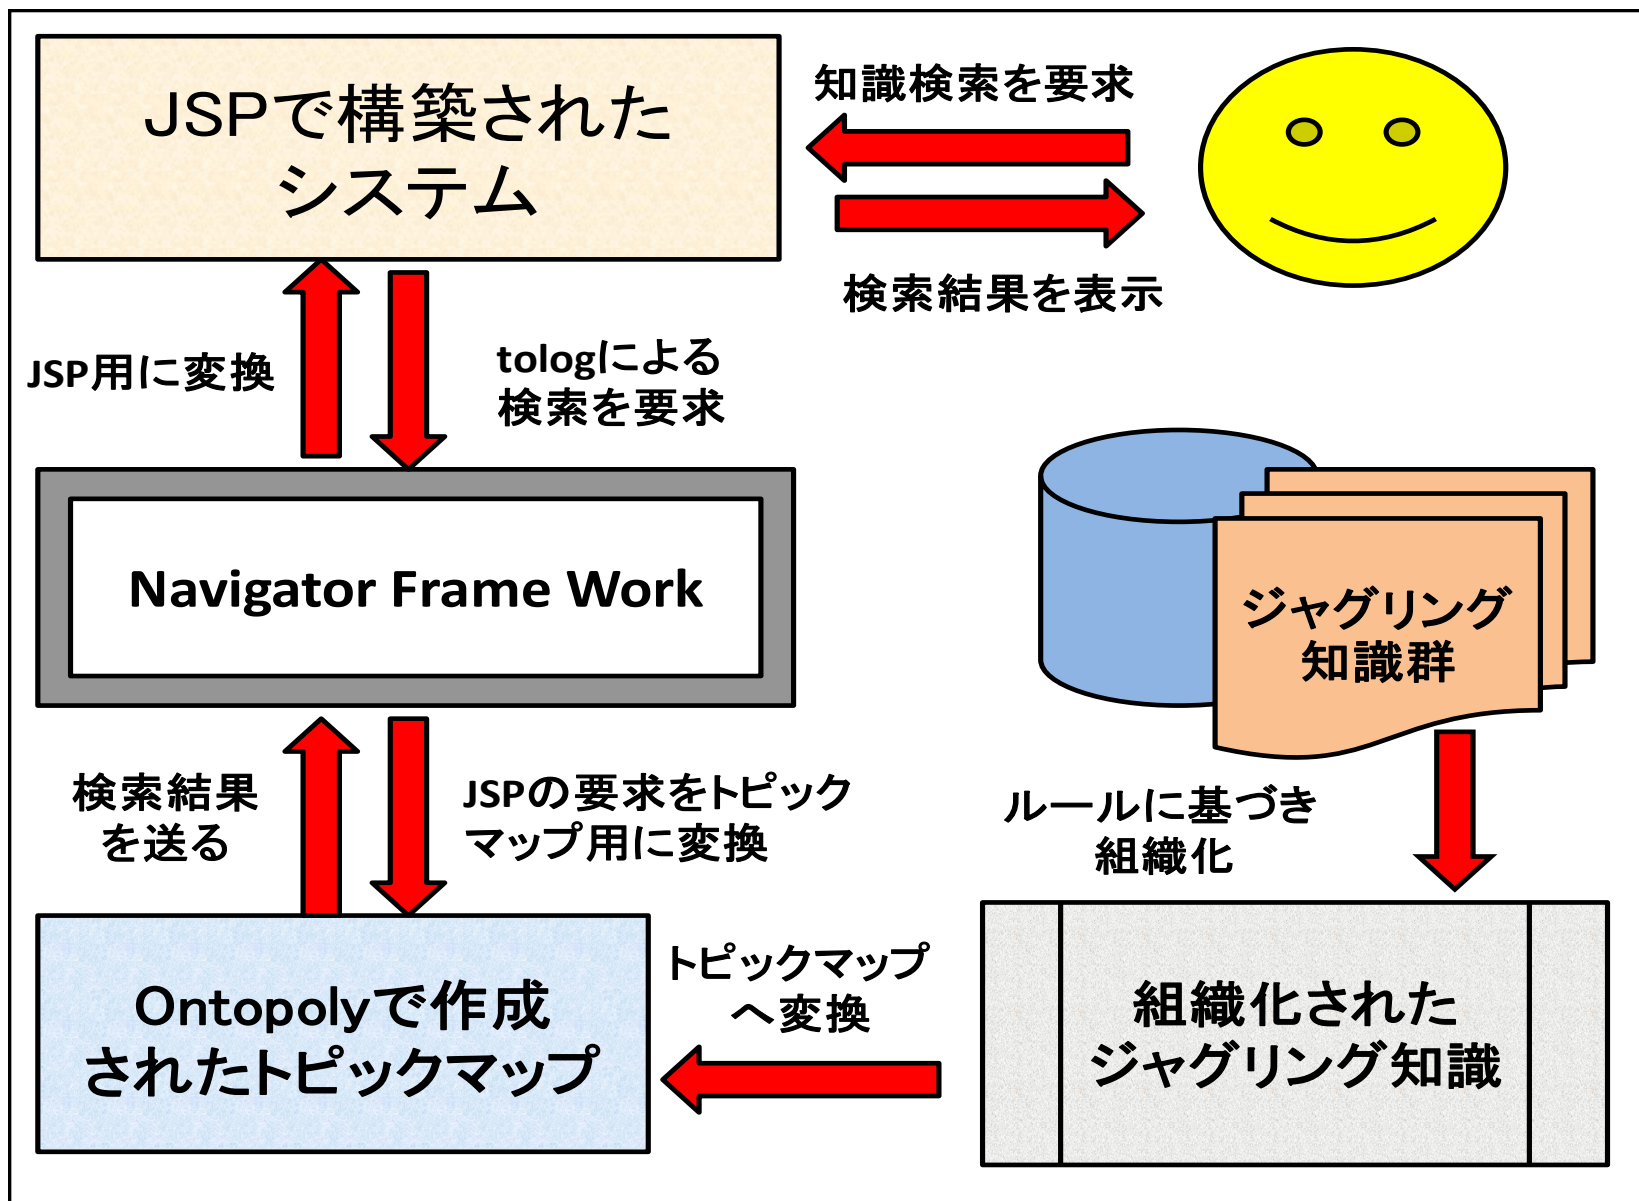 JSPで構築された
システム
知識検索を要求
検索結果を表示
JSP用に変換
tologによる
検索を要求
Navigator Frame Work
ジャグリング
知識群
検索結果
を送る
JSPの要求をトピック
マップ用に変換
ルールに基づき
組織化
Ontopolyで作成
されたトピックマップ
トピックマップ
へ変換
組織化された
ジャグリング知識